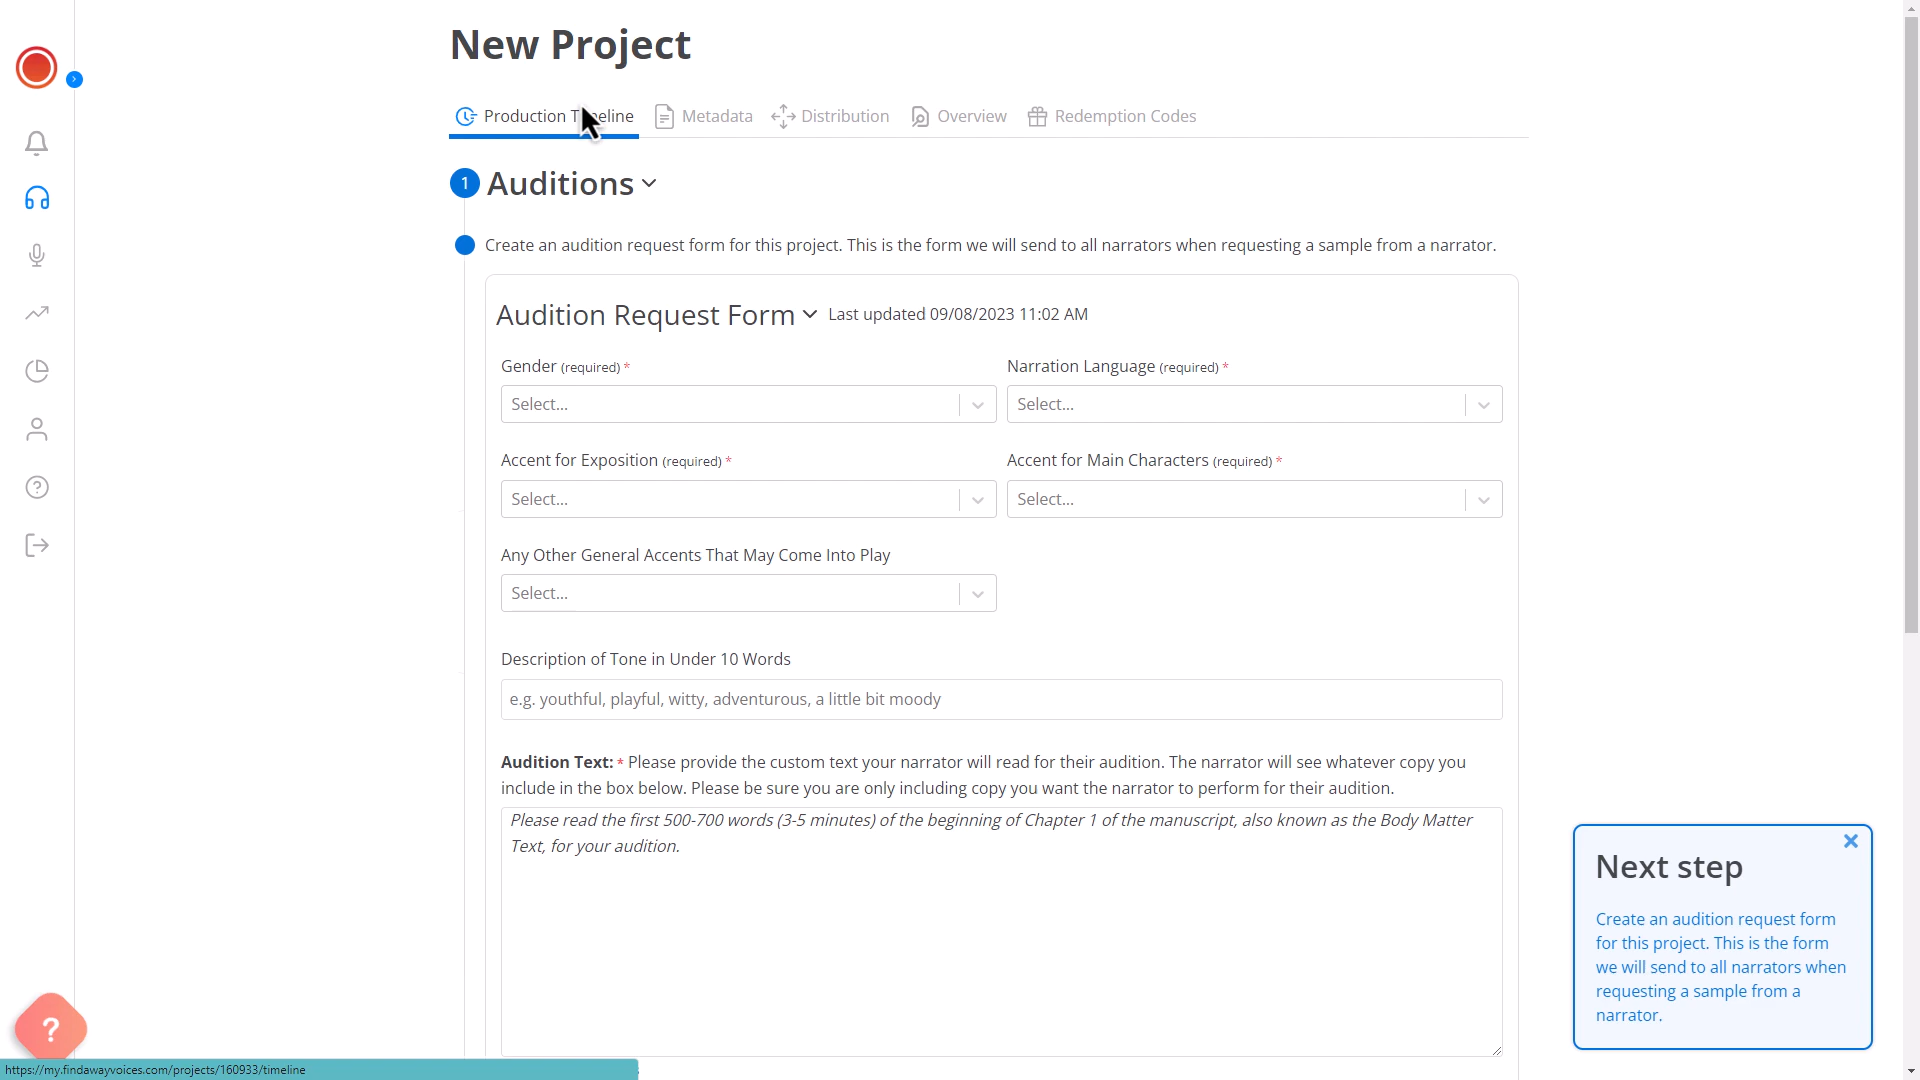 New Project
Production T meline
Metadata
Distribution
Overview
Redemption Codes
1 Auditions
Create an audition request form for this project. This is the form we will send to all narrators when requesting a sample from a narrator.
Audition Request Form Last updated 09/08/2023 11:02 AM
Gender (required) *
Narration Language (required) *
Select...
Select...
Accent for Exposition (required) *
Accent for Main Characters (required) *
Select...
Select...
Any Other General Accents That May Come Into Play
Select...
Description of Tone in Under 10 Words
e.g. youthful, playful, witty, adventurous, a little bit moody
Audition Text: * Please provide the custom text your narrator will read for their audition. The narrator will see whatever copy you
include in the box below. Please be sure you are only including copy you want the narrator to perform for their audition.
Please read the first 500-700 words (3-5 minutes) of the beginning of Chapter 1 of the manuscript, also known as the Body Matter
Text, for your audition.
Next step
Create an audition request form
for this project. This is the form
we will send to all narrators when
requesting a sample from a
narrator.
?
https://my.findawayvoices.com/projects/160933/timeline